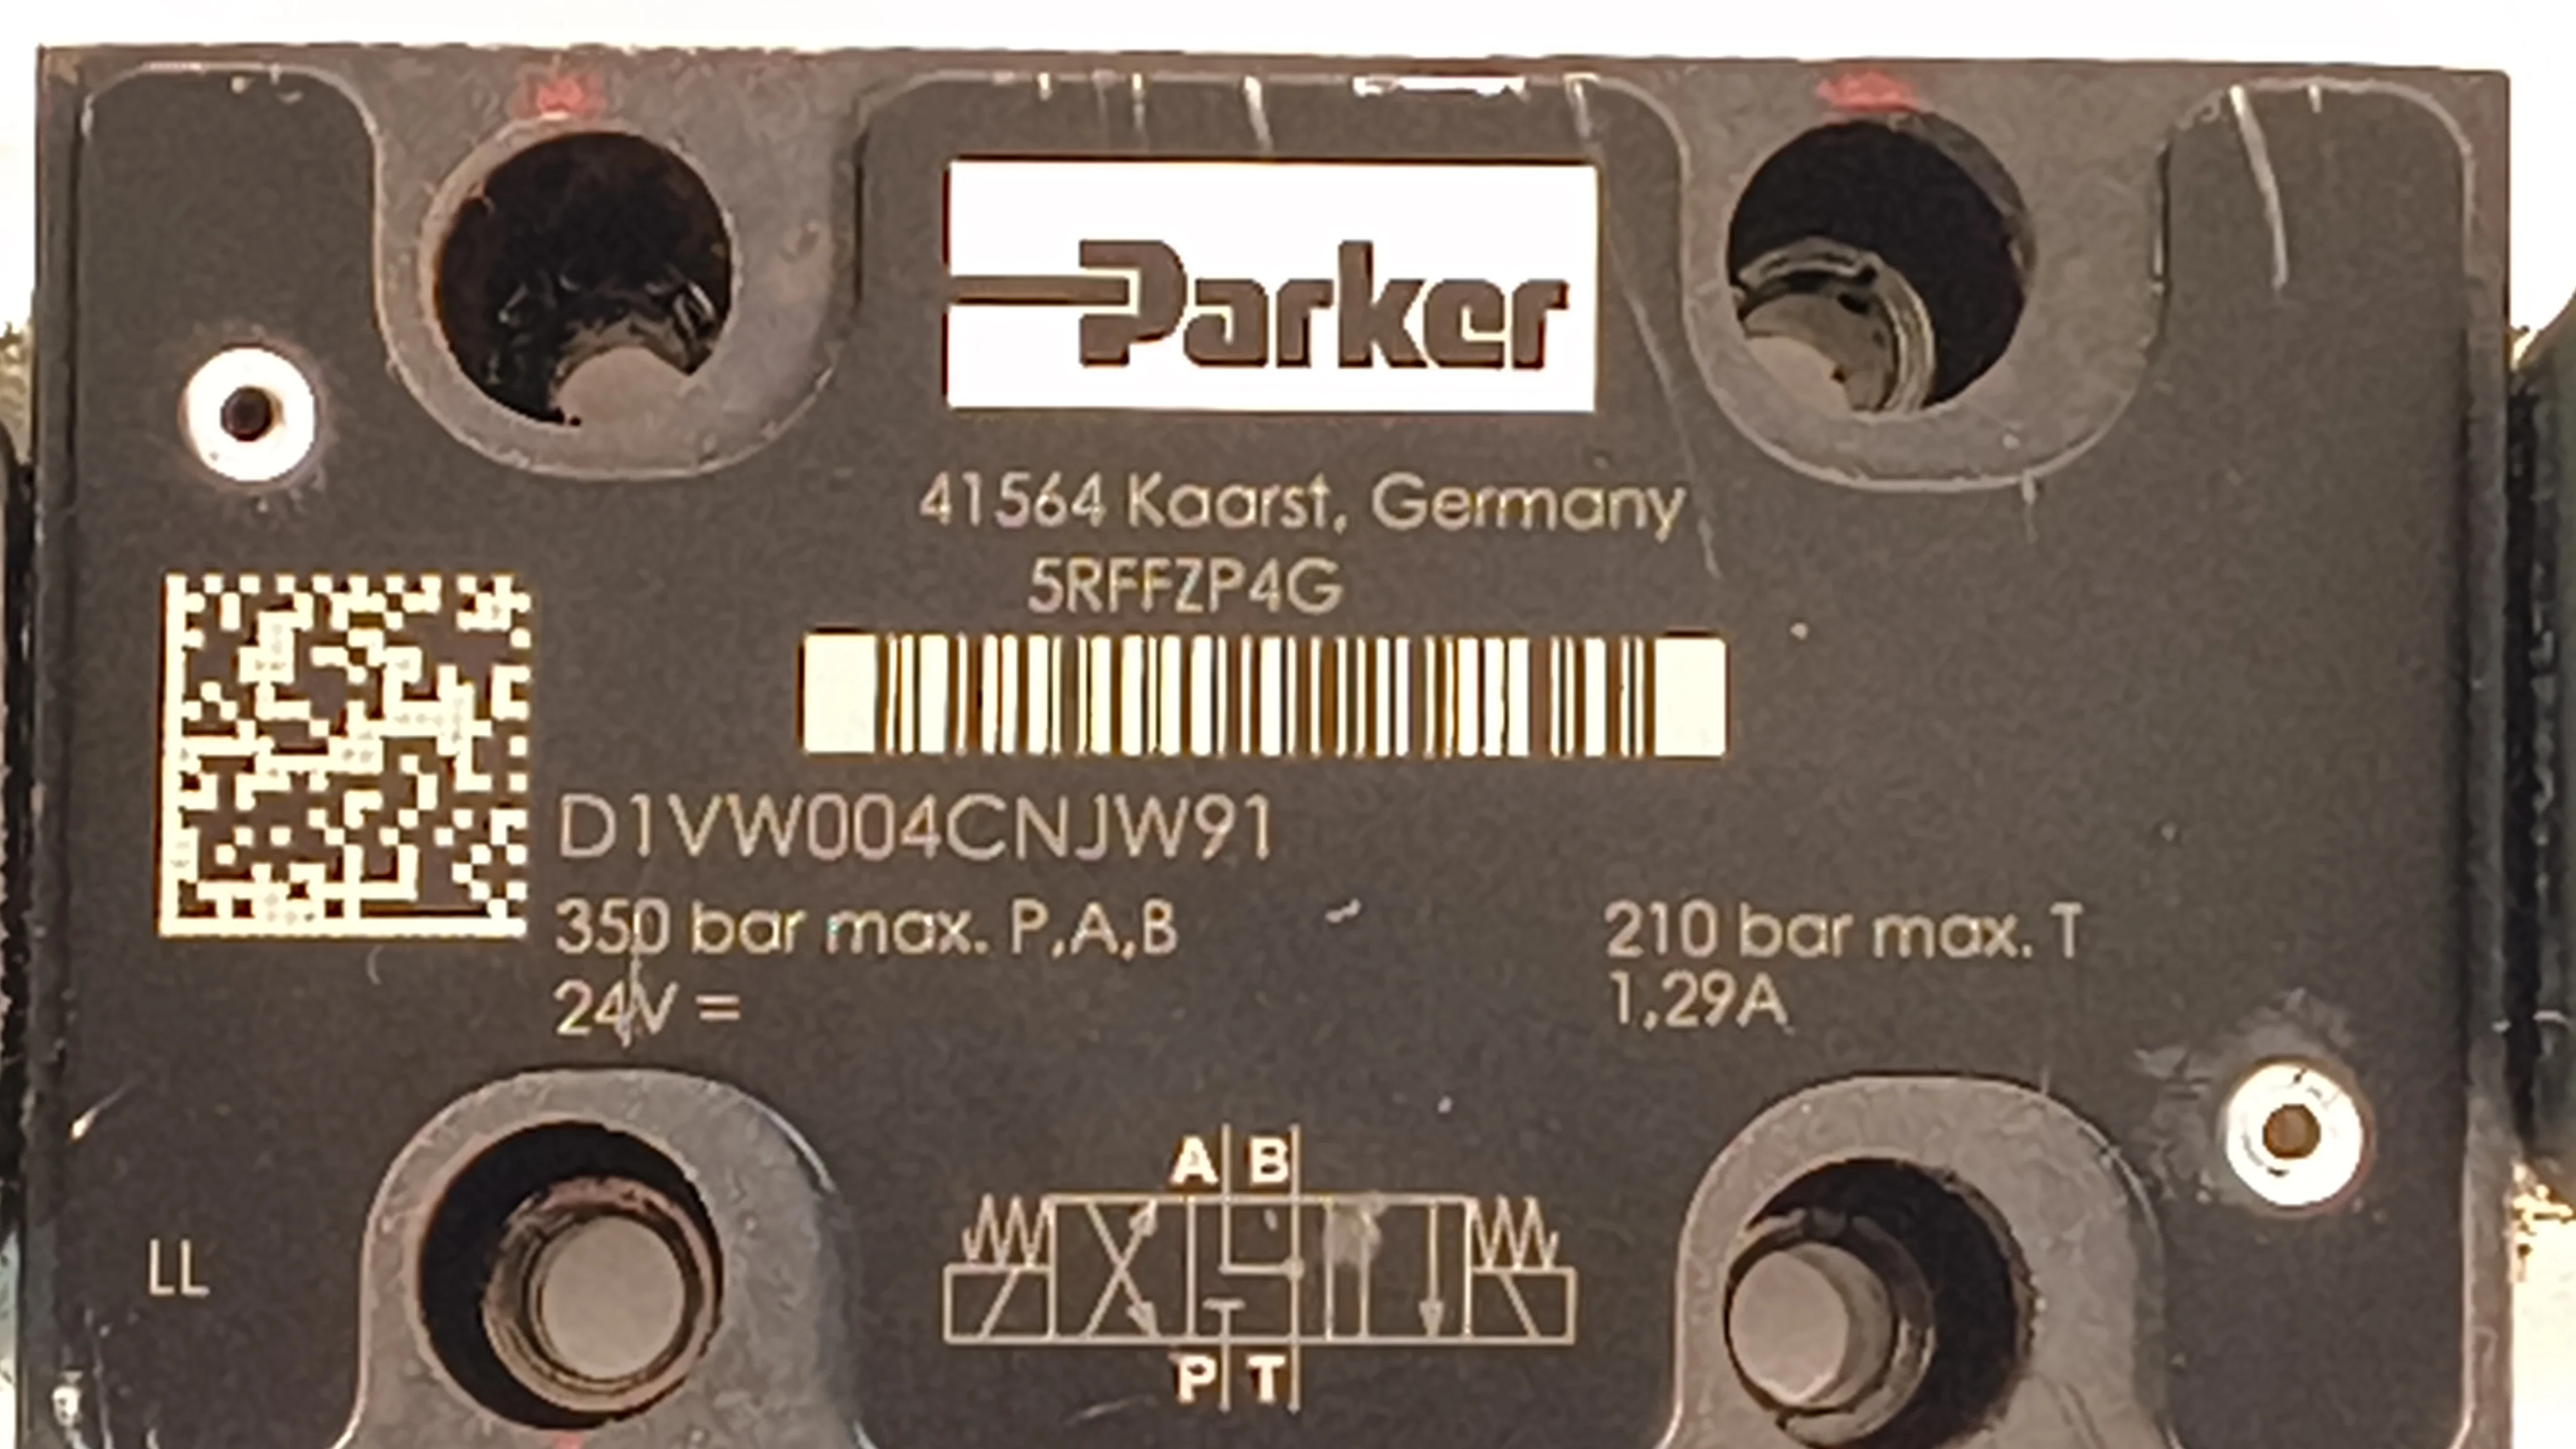 Parker
41564 Kaarst, Germany
5RFFZP4G
D1VW004CNJW91
350 bar max. P,A,B
210 bar max. T
24V =
1,29A
A B
LL
P T